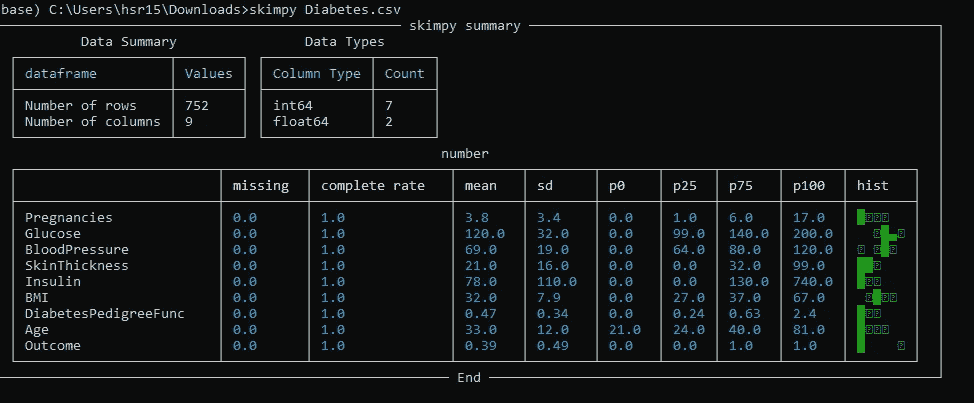 base) C:\Users\hsr15\Downloads>skimpy Diabetes.csv
skimpy summary
Data Summary Data Types
dataframe Values Column Type Count
Number of rows 752 int64 7
Number of columns 9 float64 2
number
missing complete rate mean sd p0 p25 p75 p100 hist
Pregnancies 0.0 1.0 3.8 3.4 0.0 1.0 6.0 17.0
Glucose 0.0 1.0 120.0 32.0 0.0 99.0 140.0 200.0
BloodPressure 0.0 1.0 69.0 19.0 0.0 64.0 80.0 120.0
SkinThickness 0.0 1.0 21.0 16.0 0.0 0.0 32.0 99.0
Insulin 0.0 1.0 78.0 110.0 0.0 0.0 130.0 740.0
BMI 0.0 1.0 32.0 7.9 0.0 27.0 37.0 67.0
DiabetesPedigreeFunc 0.0 1.0 0.47 0.34 0.0 0.24 0.63 2.4
Age 0.0 1.0 33.0 12.0 21.0 24.0 40.0 81.0
Outcome 0.0 1.0 0.39 0.49 0.0 0.0 1.0 1.0
End